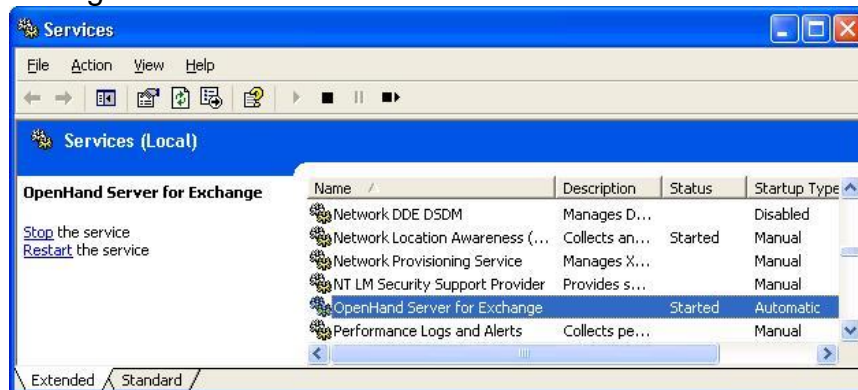 Services
File Action View Help
Services (Local)
OpenHand Server for Exchange
Stop the service
Restart the service
Name Description Status Startup Type
Network DDE DSDM Manages D... Disabled
Network Location Awareness (... Collects an... Started Manual
Network Provisioning Service Manages X... Manual
NT LM Security Support Provider Provides s... Manual
OpenHand Server for Exchange Started Automatic
Performance Logs and Alerts Collects pe... Manual
Extended Standard